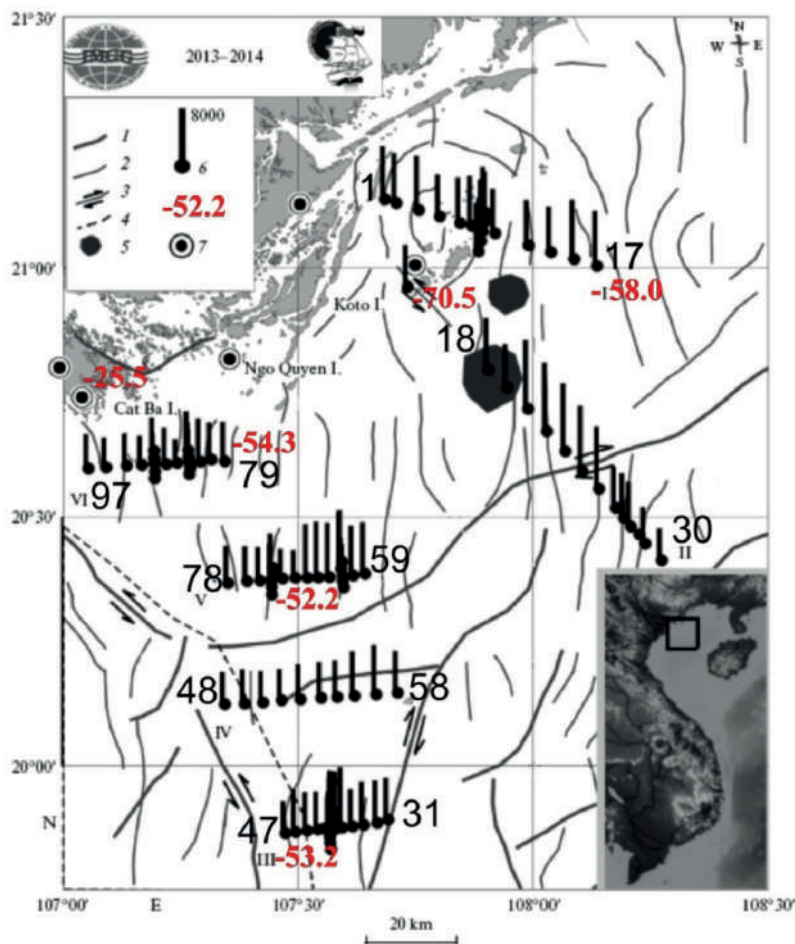 21°30'
IMGG
2013–2014
N
W E
S
8000
1
2
3
4
5
6
-52.2
7
1
17
21°00'
Koto I.
-70.5
I
-58.0
18
-25.5
Ngo Quyen I.
Cat Ba I.
-54.3
VI
97
79
20°30'
30
II
78
59
V
-52.2
48
58
IV
20°00'
47
31
N
III
-53.2
107°00'
E
107°30'
108°00'
108°30'
20 km